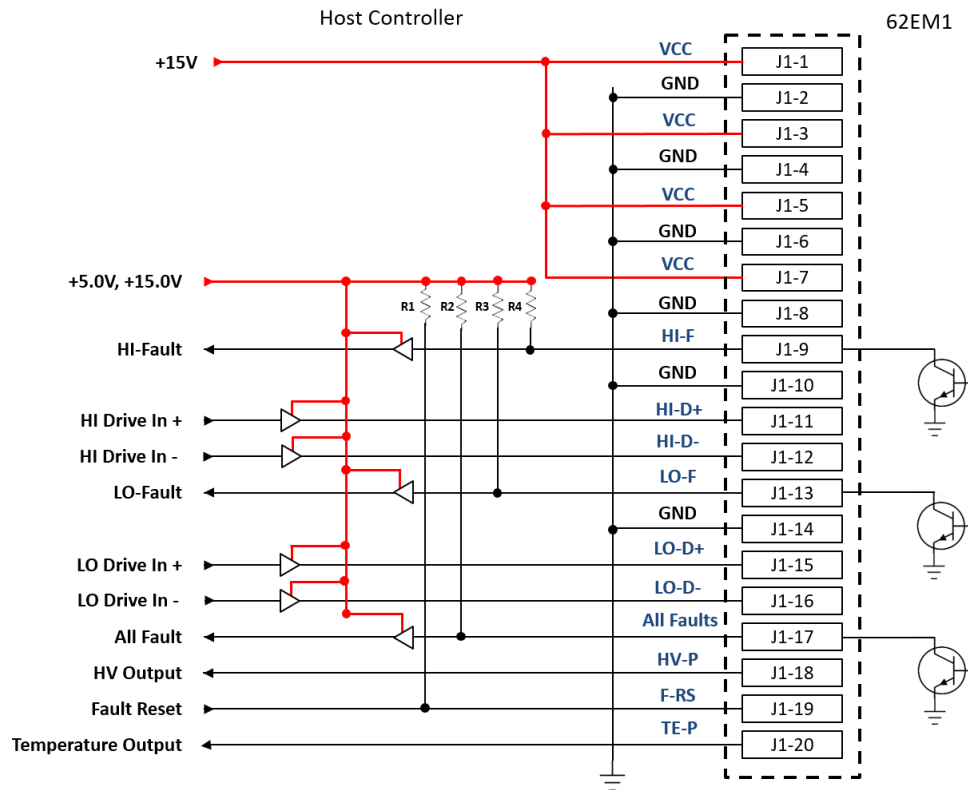 Host Controller
62EM1
+15V
VCC
J1-1
GND
J1-2
VCC
J1-3
GND
J1-4
VCC
J1-5
GND
J1-6
+5.0V, +15.0V
VCC
J1-7
R1
R2
R3
R4
GND
J1-8
HI-Fault
HI-F
J1-9
GND
J1-10
HI Drive In +
HI-D+
J1-11
HI Drive In -
HI-D-
J1-12
LO-Fault
LO-F
J1-13
GND
J1-14
LO Drive In +
LO-D+
J1-15
LO Drive In -
LO-D-
J1-16
All Fault
All Faults
J1-17
HV Output
HV-P
J1-18
Fault Reset
F-RS
J1-19
Temperature Output
TE-P
J1-20